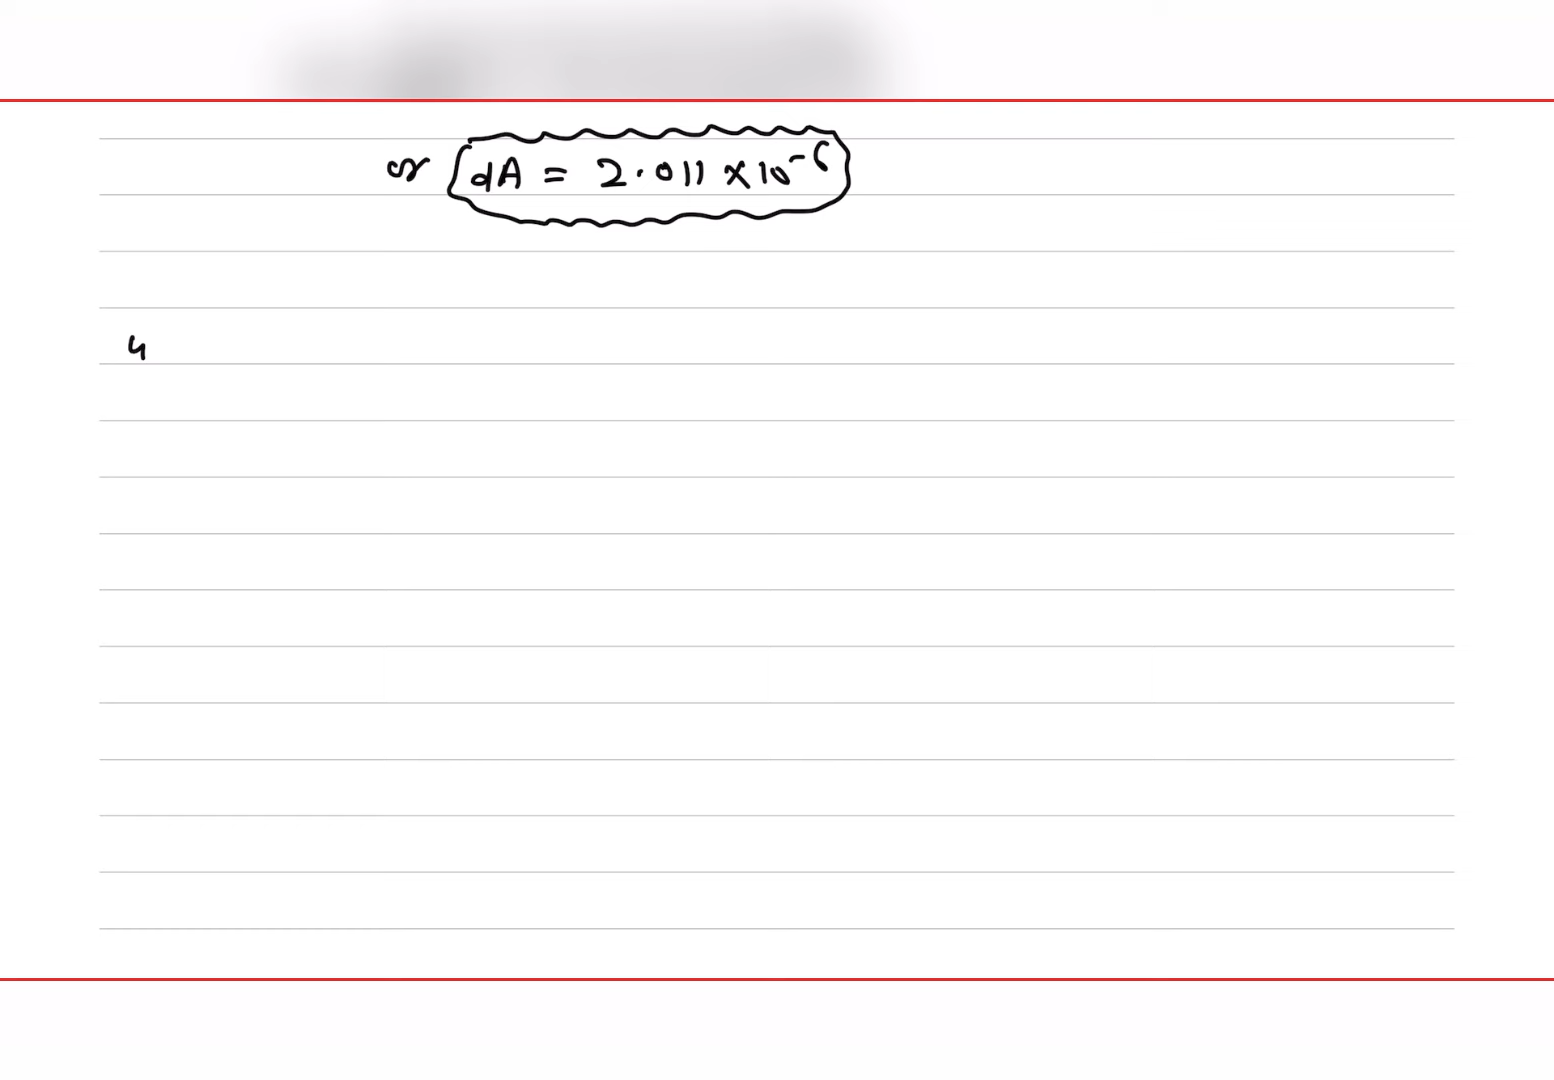 or dA = 2.011 × 10⁻⁶
4